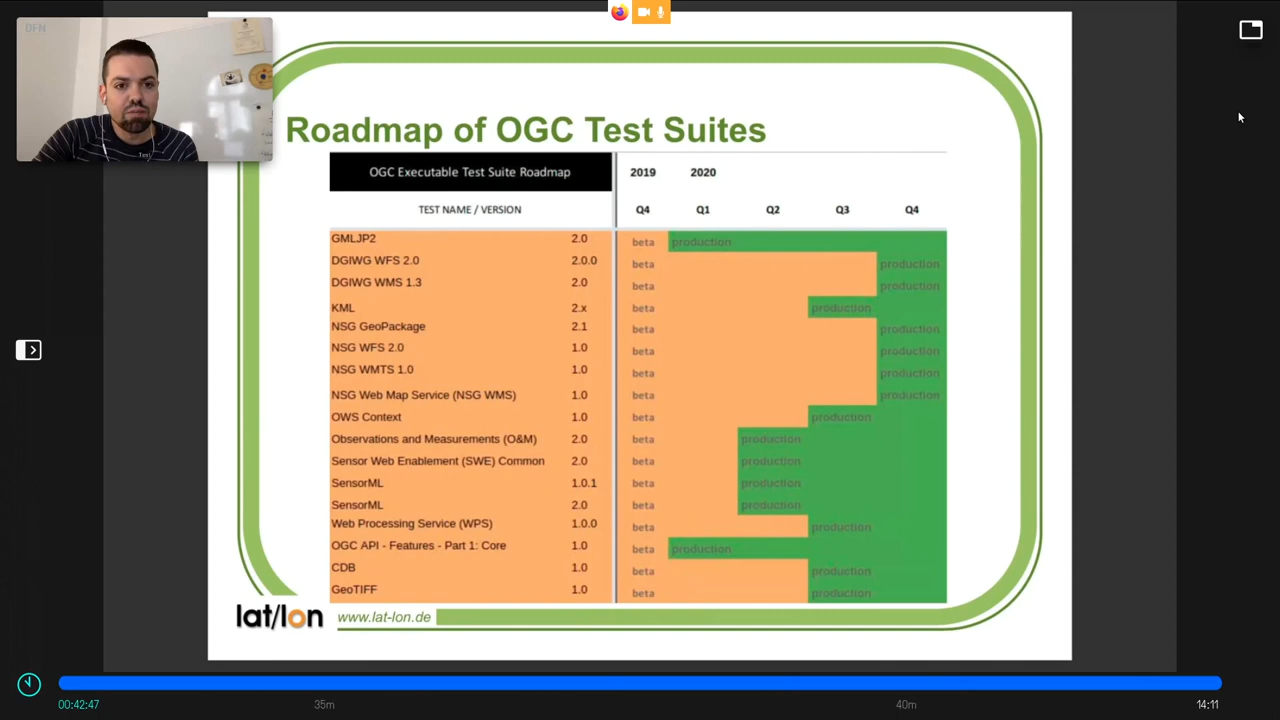 DFN
Roadmap of OGC Test Suites
OGC Executable Test Suite Roadmap 2019 2020
TEST NAME / VERSION Q4 Q1 Q2 Q3 Q4
GMLJP2 2.0 beta production
DGIWG WFS 2.0 2.0.0 beta production
DGIWG WMS 1.3 2.0 beta production
KML 2.x beta production
NSG GeoPackage 2.1 beta production
NSG WFS 2.0 1.0 beta production
NSG WMTS 1.0 1.0 beta production
NSG Web Map Service (NSG WMS) 1.0 beta production
OWS Context 1.0 beta production
Observations and Measurements (O&M) 2.0 beta production
Sensor Web Enablement (SWE) Common 2.0 beta production
SensorML 1.0.1 beta production
SensorML 2.0 beta production
Web Processing Service (WPS) 1.0.0 beta production
OGC API - Features - Part 1: Core 1.0 beta production
CDB 1.0 beta production
GeoTIFF 1.0 beta production
lat/lon www.lat-lon.de
00:42:47 35m 40m 14:11